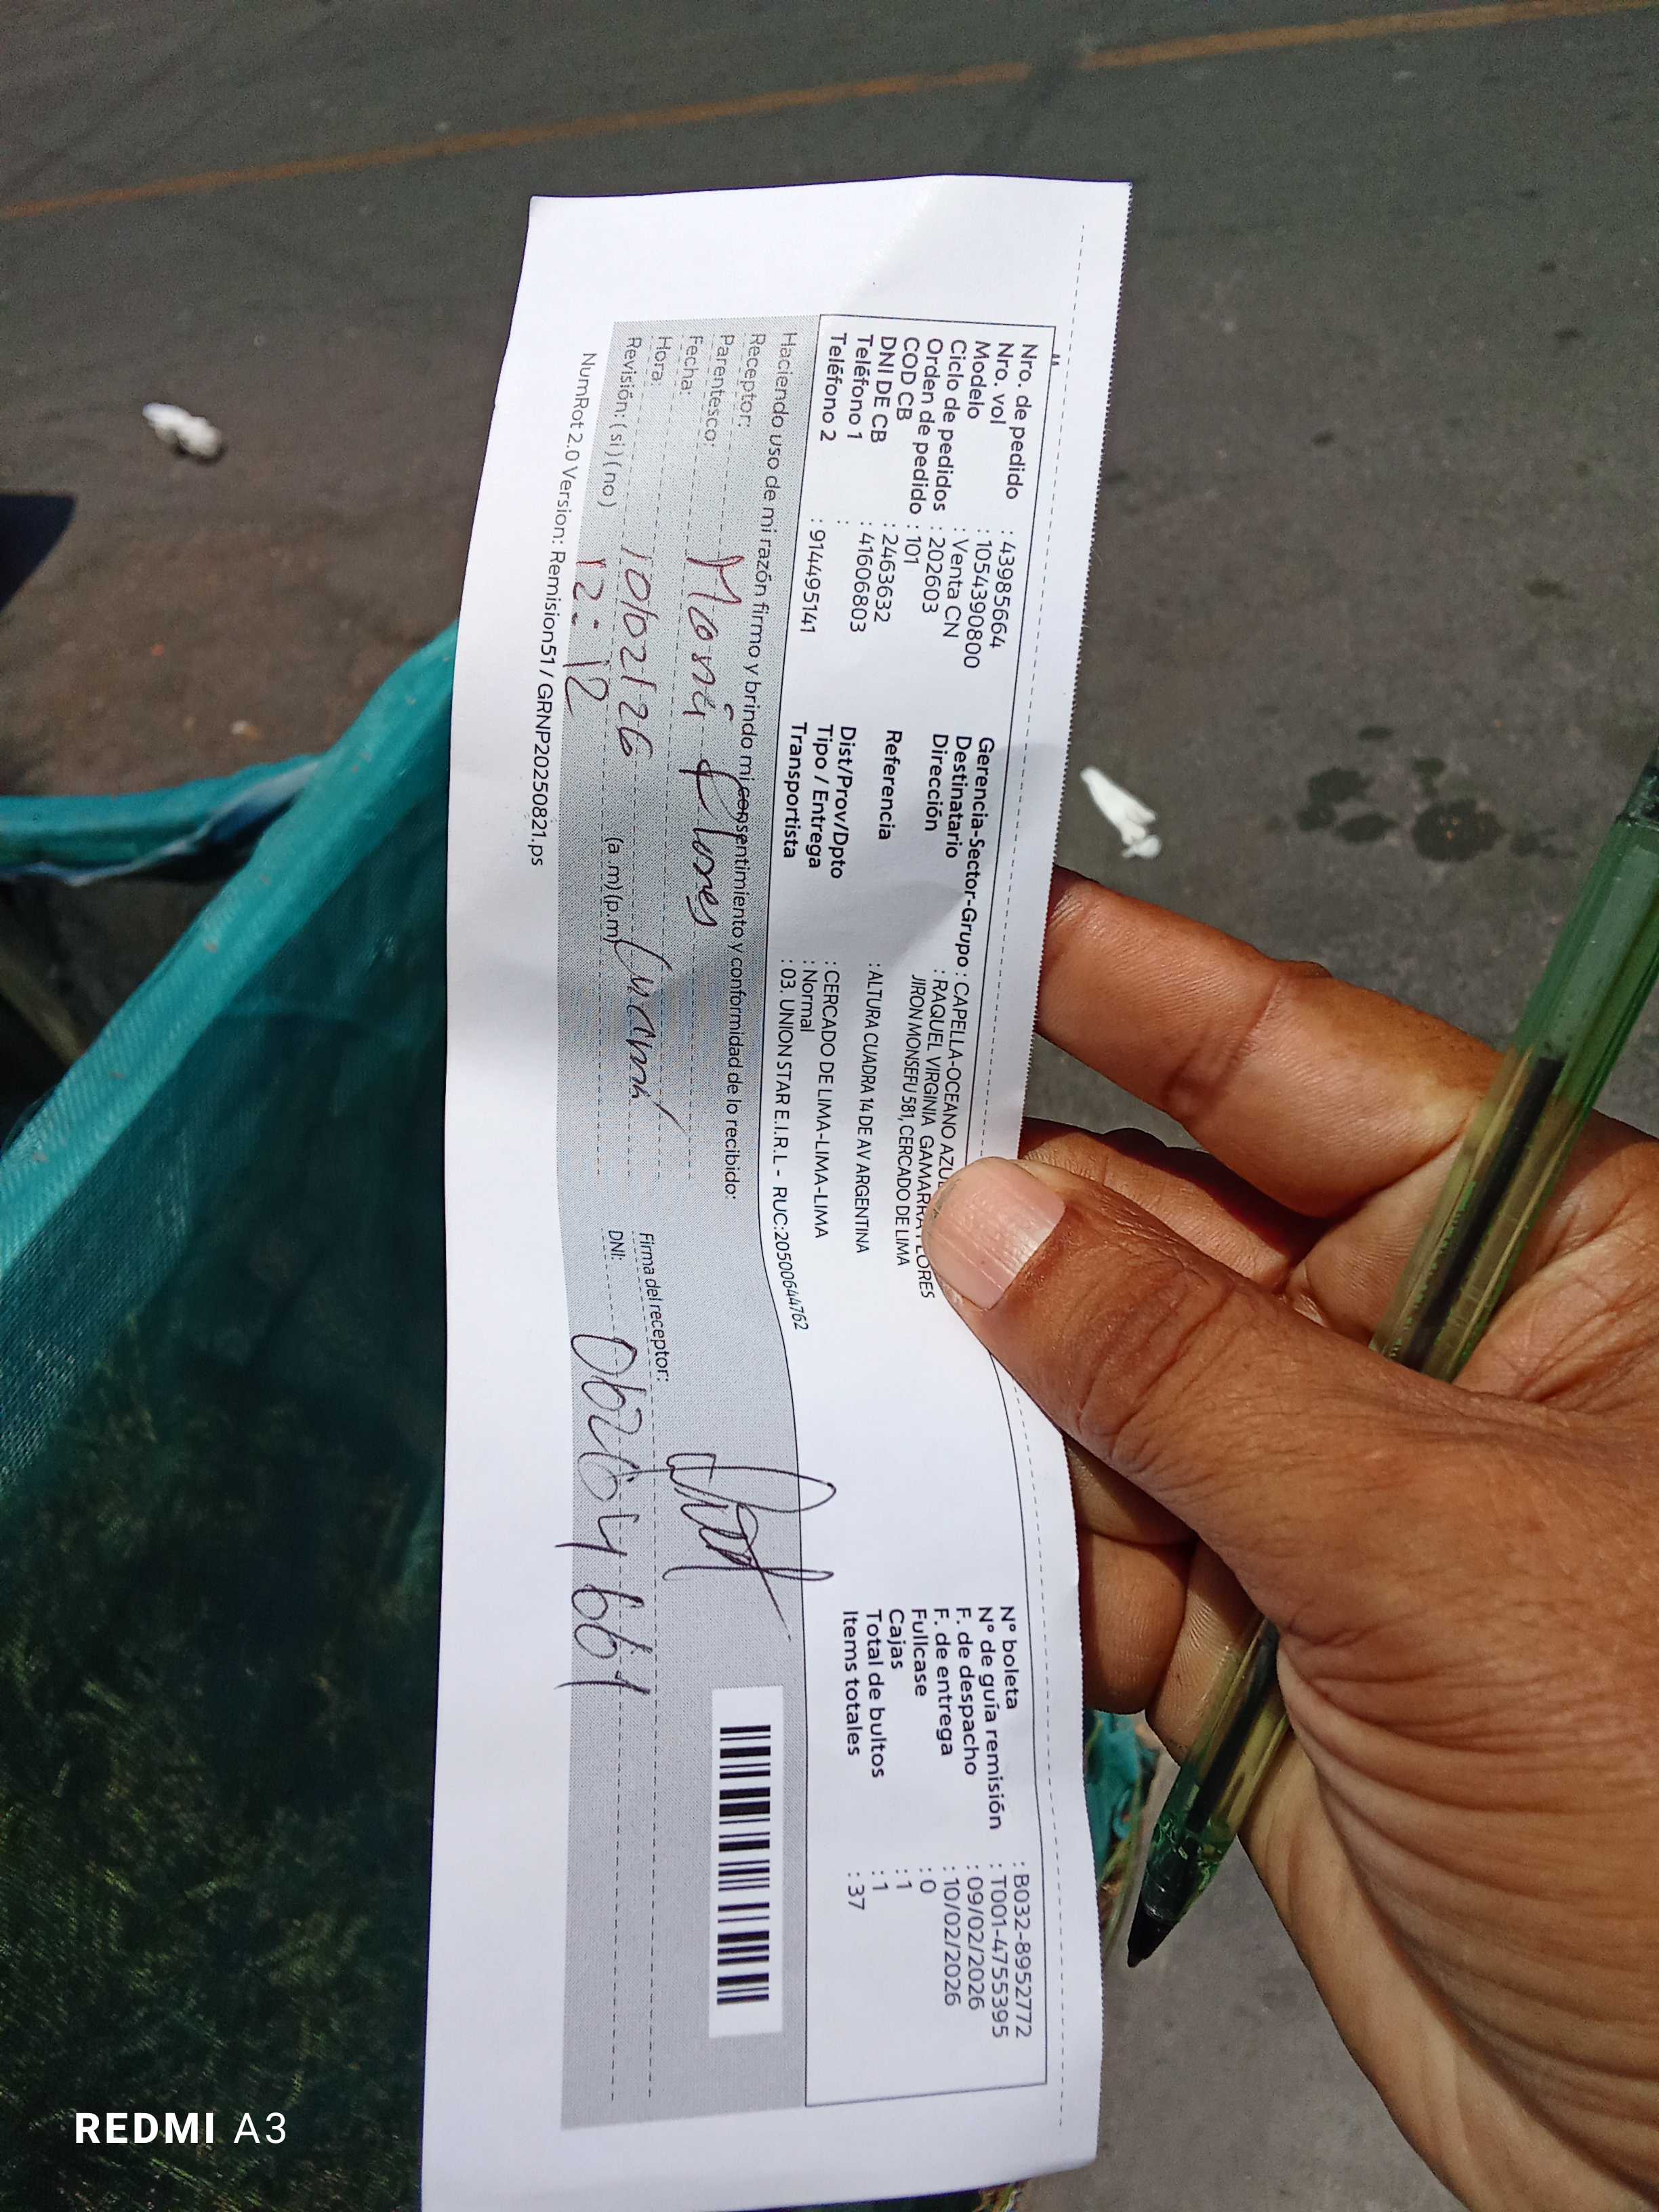 Nro. de pedido : 43985664
Nro. vol : 1054390800
Modelo : Venta CN
Ciclo de pedidos : 202603
Orden de pedido : 101
COD CB : 2463632
DNI DE CB : 41606803
Teléfono 1 :
Teléfono 2 : 914495141
Gerencia-Sector-Grupo : CAPELLA-OCEANO
Destinatario : RAQUEL VIRGINIA
Dirección JIRON MONSEFU 581, CERCADO DE LIMA
Referencia : ALTURA CUADRA 14 DE AV ARGENTINA
Dist/Prov/Dpto : CERCADO DE LIMA-LIMA-LIMA
Tipo / Entrega : Normal
Transportista : 03. UNION STAR E.I.R.L - RUC:20500644762
N° boleta : B032-8952772
N° de guía remisión : T001-4755395
F. de despacho : 09/02/2026
F. de entrega : 10/02/2026
Fullcase : 0
Cajas : 1
Total de bultos : 1
Items totales : 37
Haciendo uso de mi razón firmo y brindo mi consentimiento y conformidad de lo recibido:
Receptor:
Parentesco: Flores
Fecha: 10/02/26
Hora: 12:12 (a.m) (p.m)
Revisión: (si) (no)
Firma del receptor:
DNI: 06264661
NumRot 2.0 Version: Remision51 / GRNP20250821.ps
REDMI A3